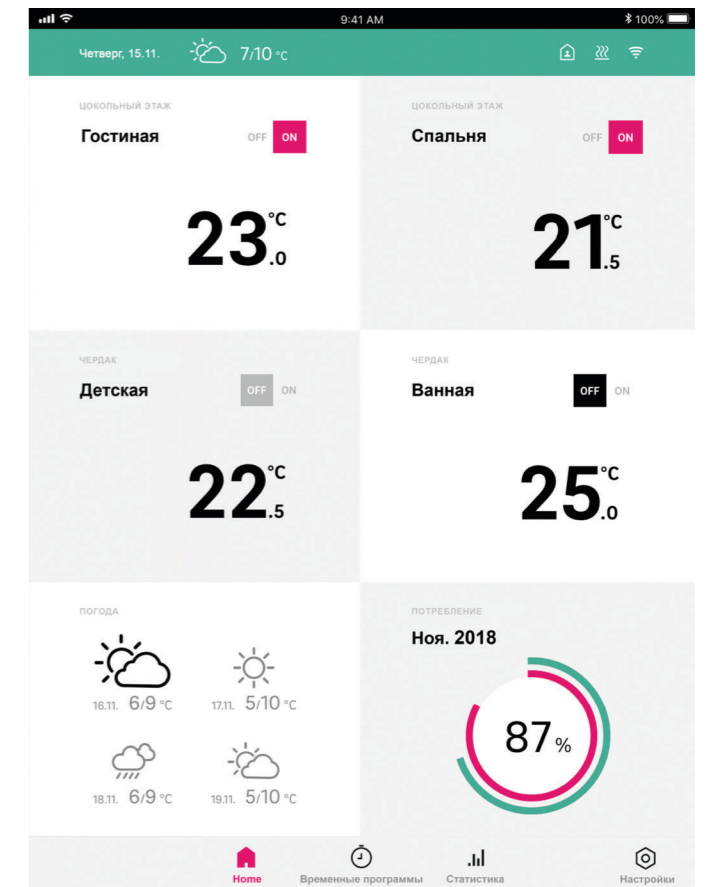 9:41 AM
100%
Четверг, 15.11. 7/10 °C
ЦОКОЛЬНЫЙ ЭТАЖ
Гостиная OFF ON
23.0 °C
ЦОКОЛЬНЫЙ ЭТАЖ
Спальня OFF ON
21.5 °C
ЧЕРДАК
Детская OFF ON
22.5 °C
ЧЕРДАК
Ванная OFF ON
25.0 °C
ПОГОДА
16.11. 6/9 °C
17.11. 5/10 °C
18.11. 6/9 °C
19.11. 5/10 °C
ПОТРЕБЛЕНИЕ
Ноя. 2018
87%
Home
Временные программы
Статистика
Настройки